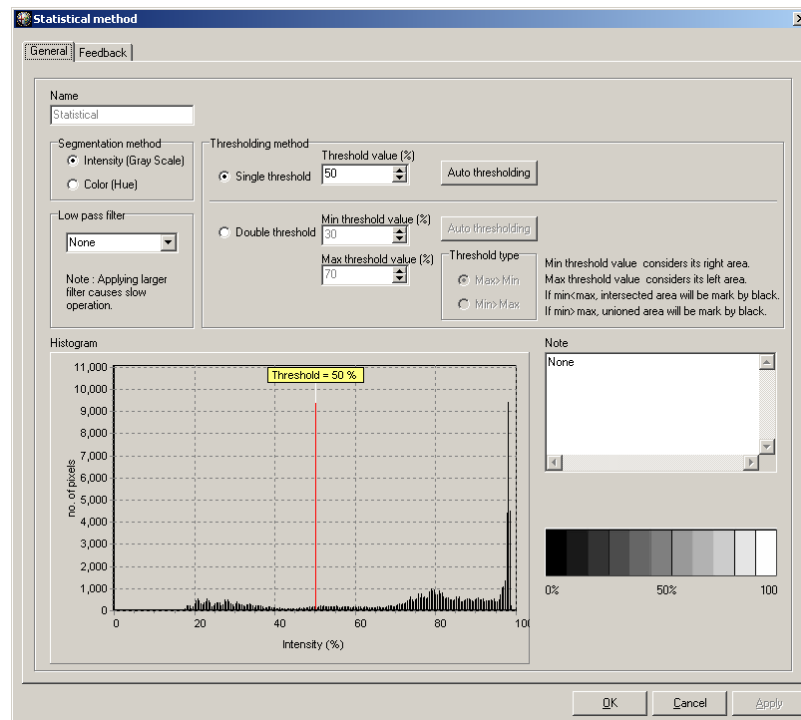 Statistical method
General
Feedback
Name
Statistical
Segmentation method
Intensity (Gray Scale)
Color (Hue)
Low pass filter
None
Note : Applying larger
filter causes slow
operation.
Thresholding method
Single threshold
Threshold value (%)
50
Auto thresholding
Double threshold
Min threshold value (%)
30
Auto thresholding
Max threshold value (%)
70
Threshold type
Max>Min
Min>Max
Min threshold value considers its right area.
Max threshold value considers its left area.
If min<max, intersected area will be mark by black.
If min>max, unioned area will be mark by black.
Histogram
Threshold = 50 %
11,000
10,000
9,000
8,000
7,000
6,000
5,000
4,000
3,000
2,000
1,000
0
no. of pixels
0 20 40 60 80 100
Intensity (%)
Note
None
0% 50% 100
OK
Cancel
Apply